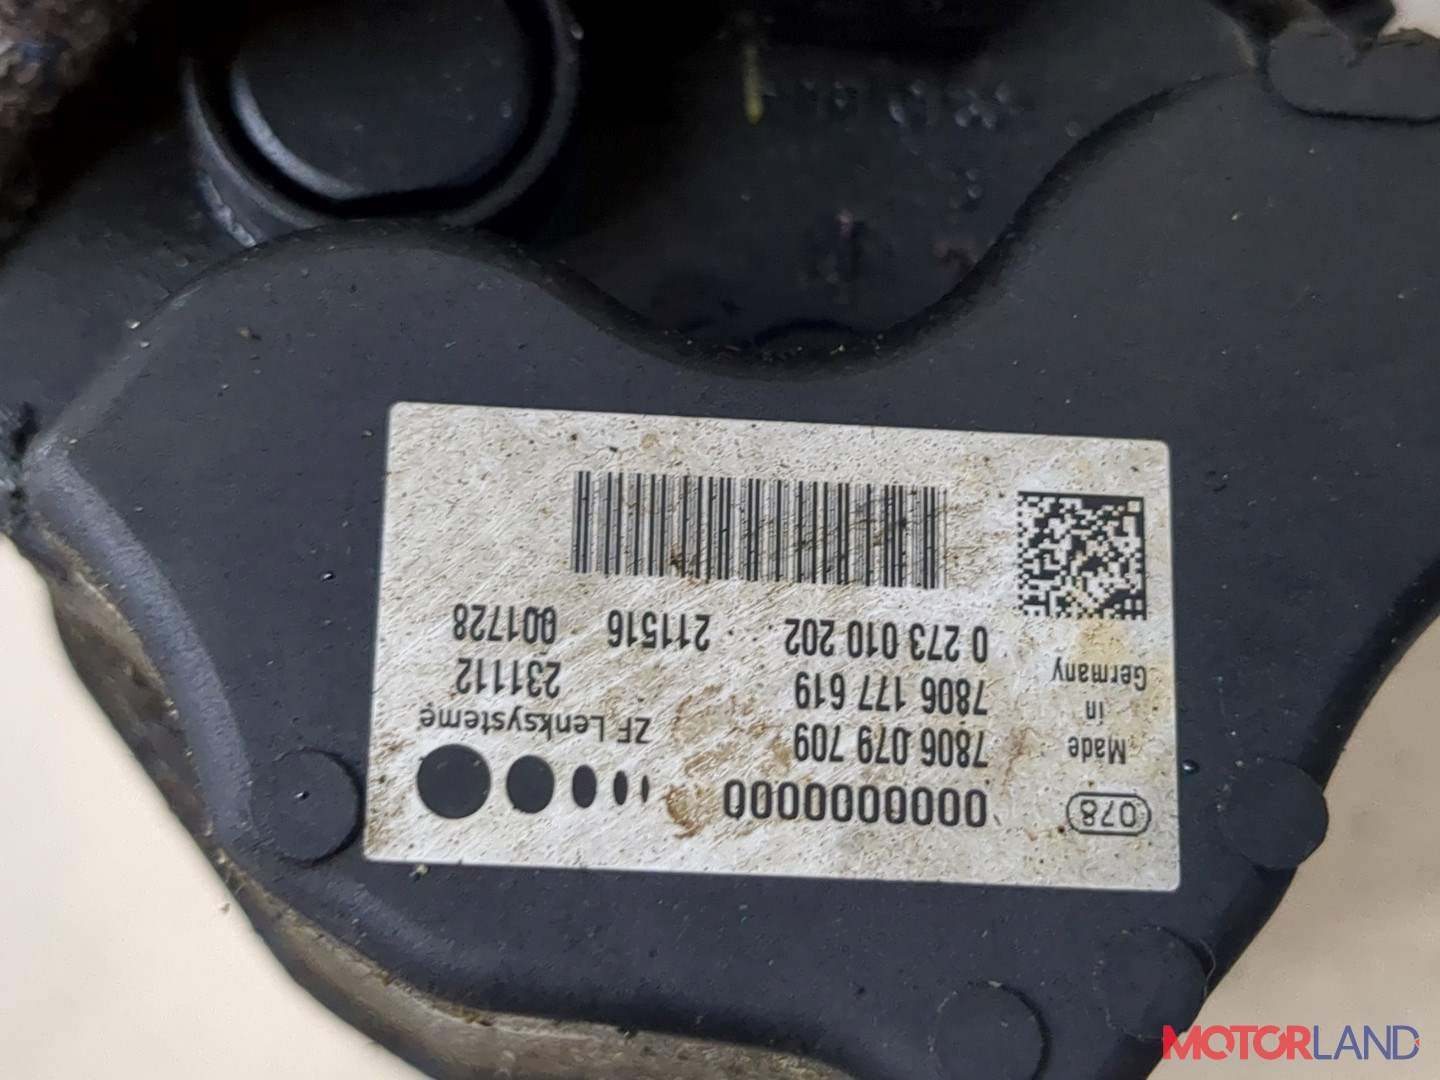 078
0000000000
Made
in
Germany
7806 079 709
7806 177 619
0 273 010 202
211516
ZF Lenksysteme
231112
001728
MOTORLAND